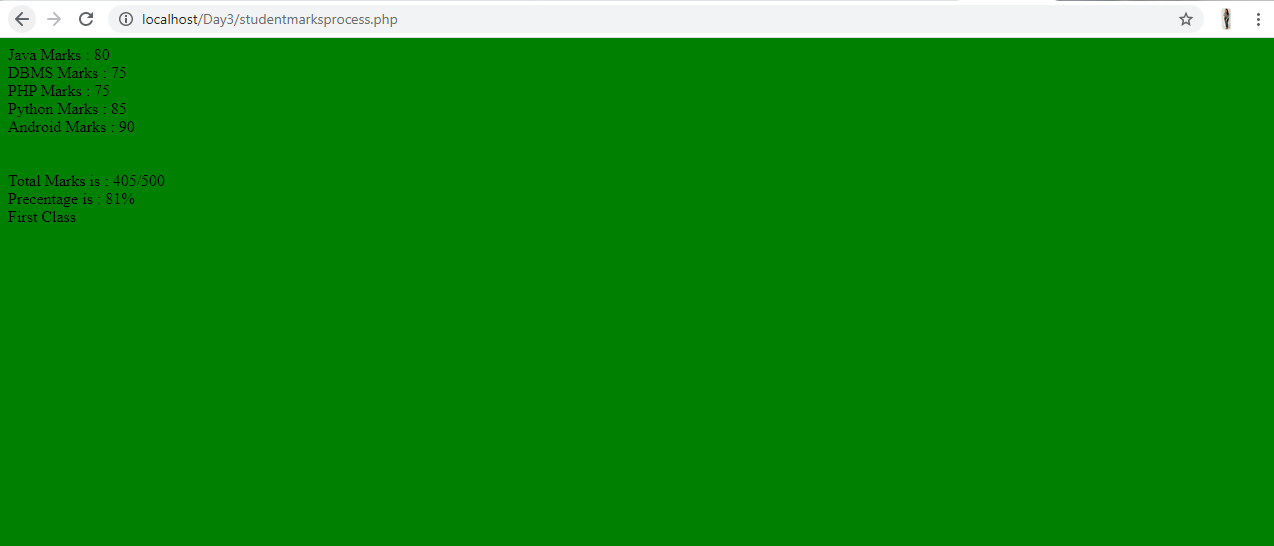 localhost/Day3/studentmarksprocess.php
Java Marks : 80
DBMS Marks : 75
PHP Marks : 75
Python Marks : 85
Android Marks : 90
Total Marks is : 405/500
Precentage is : 81%
First Class